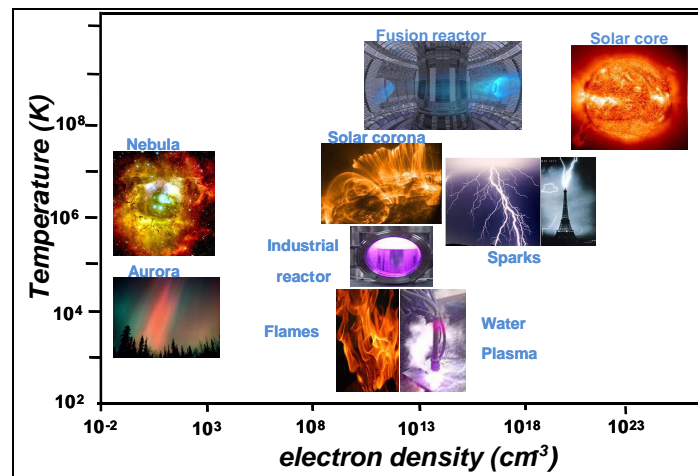 Fusion reactor
Solar core
Nebula
Solar corona
Industrial
reactor
Sparks
Aurora
Flames
Water
Plasma
Temperature (K)
10⁸
10⁶
10⁴
10²
10⁻²
10³
10⁸
10¹³
10¹⁸
10²³
electron density (cm³)